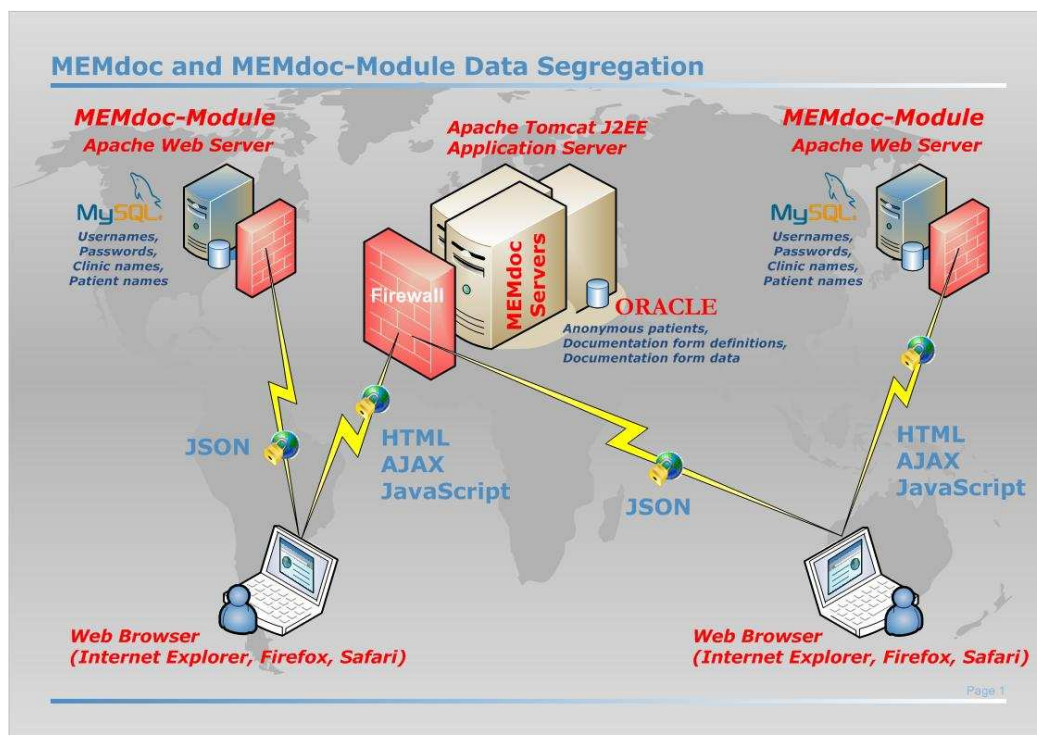 MEMdoc and MEMdoc-Module Data Segregation
MEMdoc-Module
Apache Web Server
MySQL
Usernames,
Passwords,
Clinic names,
Patient names
Apache Tomcat J2EE
Application Server
Firewall
MEMdoc
Servers
ORACLE
Anonymous patients,
Documentation form definitions,
Documentation form data
MEMdoc-Module
Apache Web Server
MySQL
Usernames,
Passwords,
Clinic names,
Patient names
JSON
HTML
AJAX
JavaScript
JSON
HTML
AJAX
JavaScript
Web Browser
(Internet Explorer, Firefox, Safari)
Web Browser
(Internet Explorer, Firefox, Safari)
Page 1